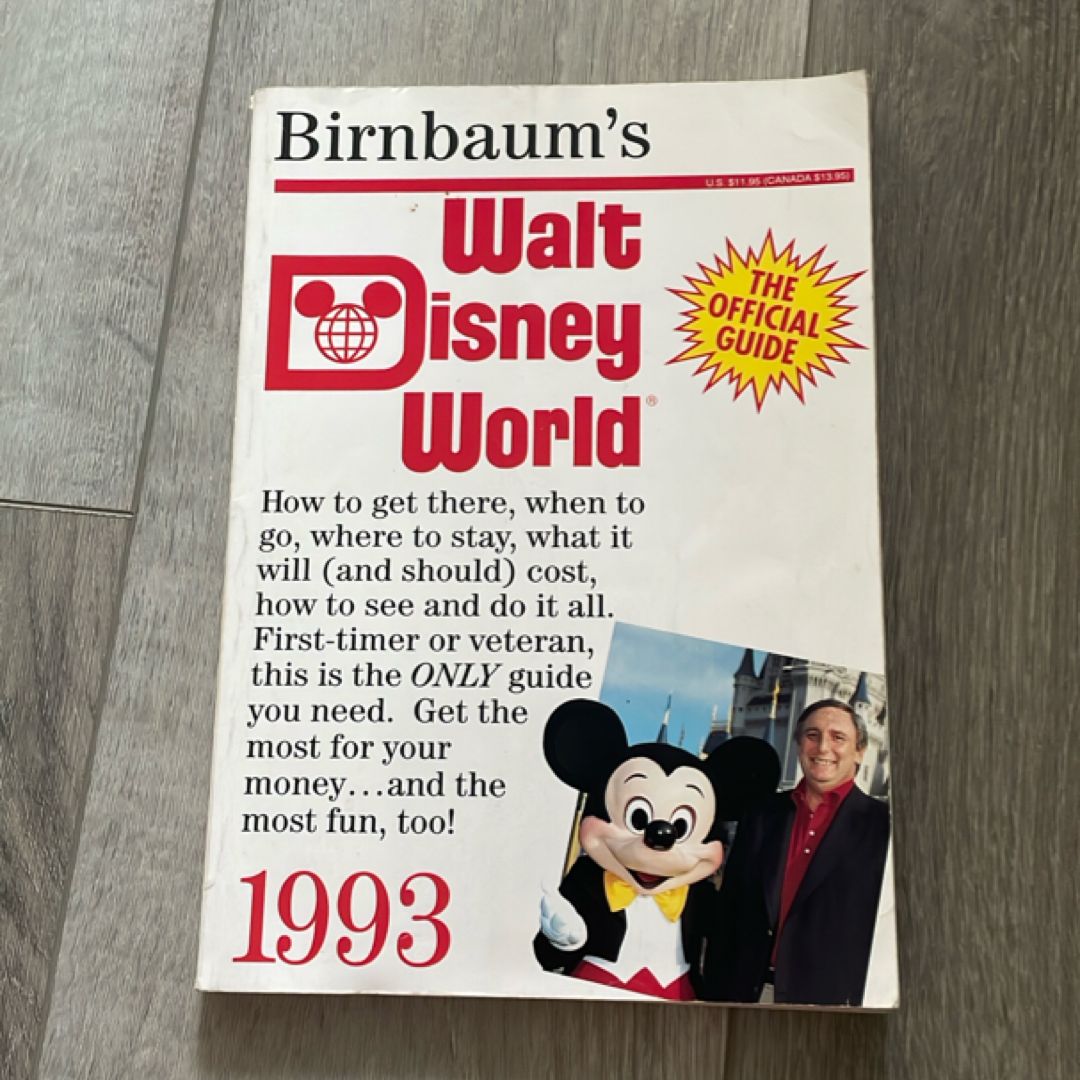 Birnbaum's
U.S. $11.95 (CANADA $13.95)
Walt
Disney
World®
THE
OFFICIAL
GUIDE
How to get there, when to
go, where to stay, what it
will (and should) cost,
how to see and do it all.
First-timer or veteran,
this is the ONLY guide
you need. Get the
most for your
money...and the
most fun, too!
1993